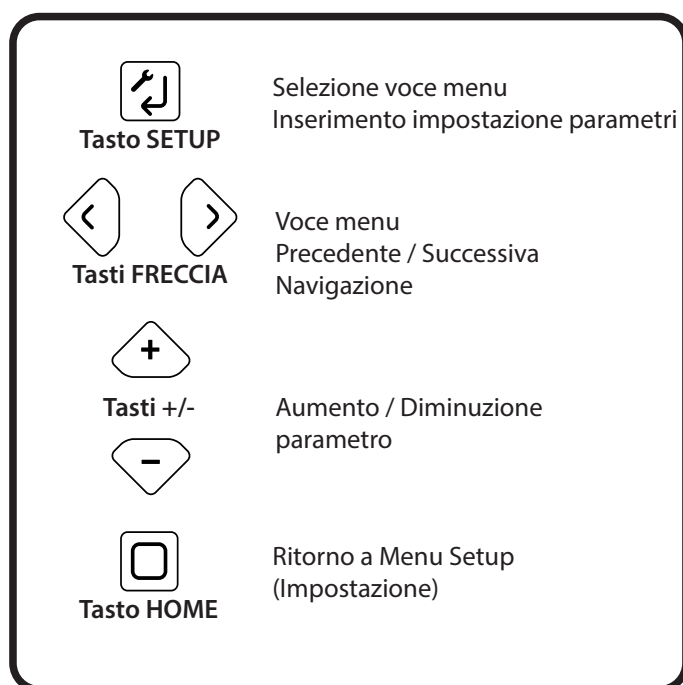 Tasto SETUP
Selezione voce menu
Inserimento impostazione parametri
Tasti FRECCIA
Voce menu
Precedente / Successiva
Navigazione
+
Tasti +/-
-
Aumento / Diminuzione
parametro
Tasto HOME
Ritorno a Menu Setup
(Impostazione)